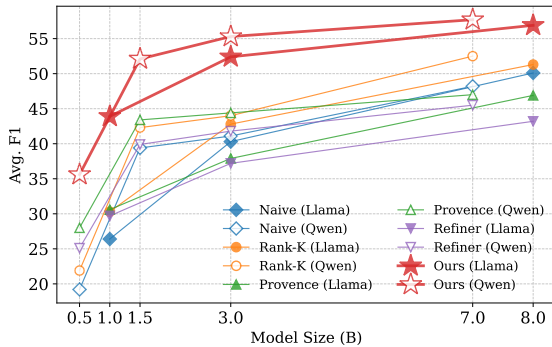 Avg. F1
55
50
45
40
35
30
25
20
Naive (Llama)
Naive (Qwen)
Rank-K (Llama)
Rank-K (Qwen)
Provence (Llama)
Provence (Qwen)
Refiner (Llama)
Refiner (Qwen)
Ours (Llama)
Ours (Qwen)
0.5 1.0 1.5 3.0 7.0 8.0
Model Size (B)